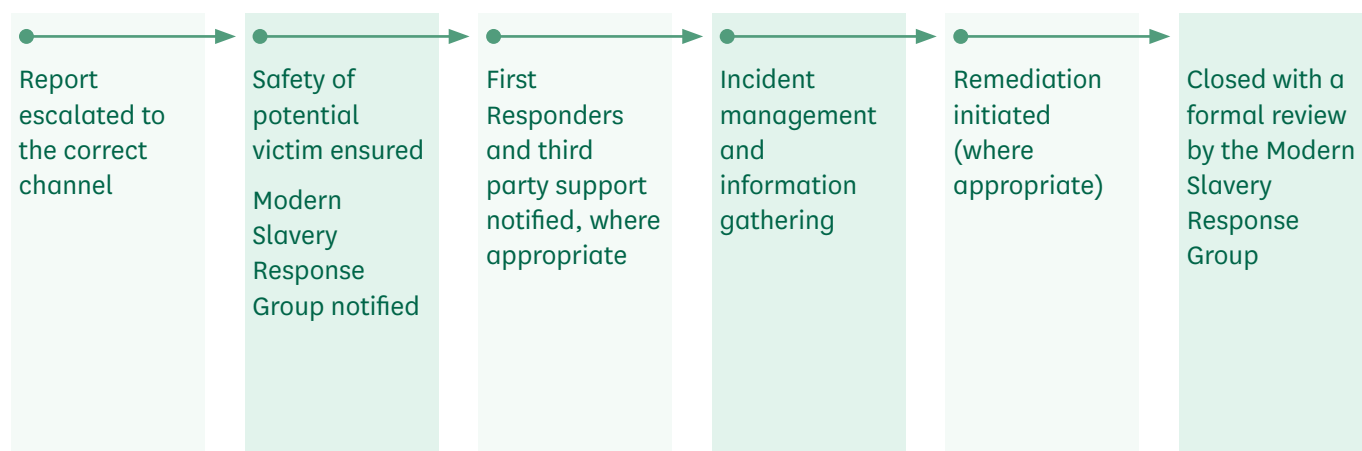 Report
escalated to
the correct
channel
Safety of
potential
victim ensured
Modern
Slavery
Response
Group notified
First
Responders
and third
party support
notified, where
appropriate
Incident
management
and
information
gathering
Remediation
initiated
(where
appropriate)
Closed with a
formal review
by the Modern
Slavery
Response
Group